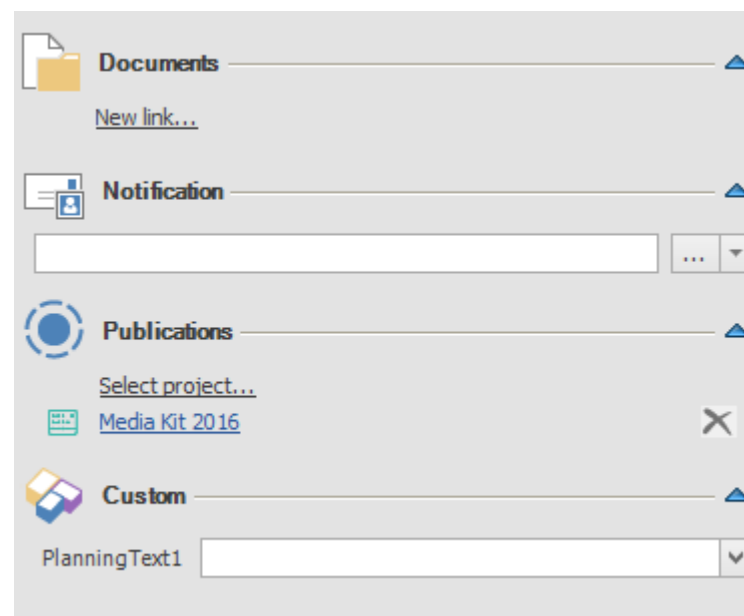 Documents
New link...
Notification
...
Publications
Select project...
Media Kit 2016
Custom
PlanningText1